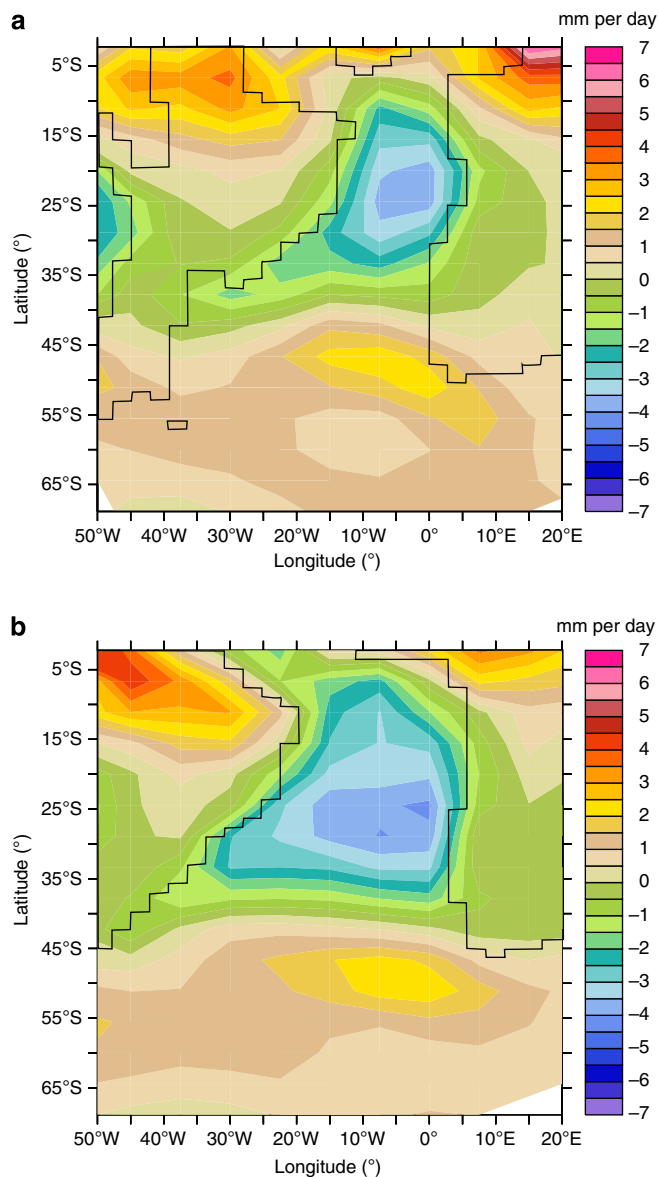 a
mm per day
5°S
15°S
25°S
35°S
45°S
55°S
65°S
Latitude (°)
50°W 40°W 30°W 20°W 10°W 0° 10°E 20°E
Longitude (°)
7
6
5
4
3
2
1
0
–1
–2
–3
–4
–5
–6
–7
b
mm per day
5°S
15°S
25°S
35°S
45°S
55°S
65°S
Latitude (°)
50°W 40°W 30°W 20°W 10°W 0° 10°E 20°E
Longitude (°)
7
6
5
4
3
2
1
0
–1
–2
–3
–4
–5
–6
–7